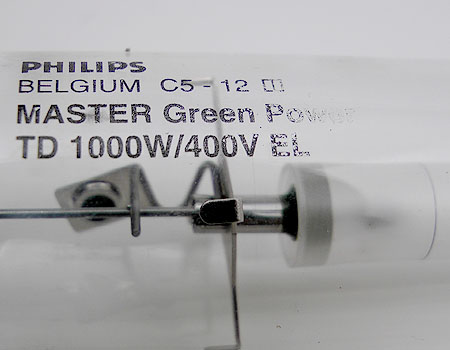 PHILIPS
BELGIUM C5-12
MASTER Green Power
TD 1000W/400V EL